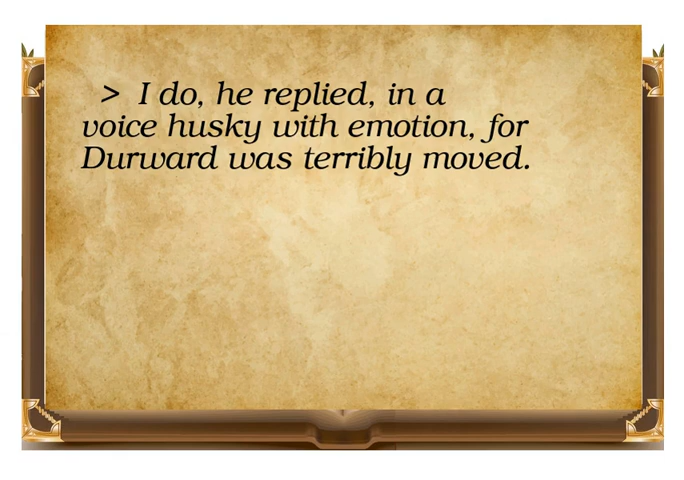 > I do, he replied, in a
voice husky with emotion, for
Durward was terribly moved.